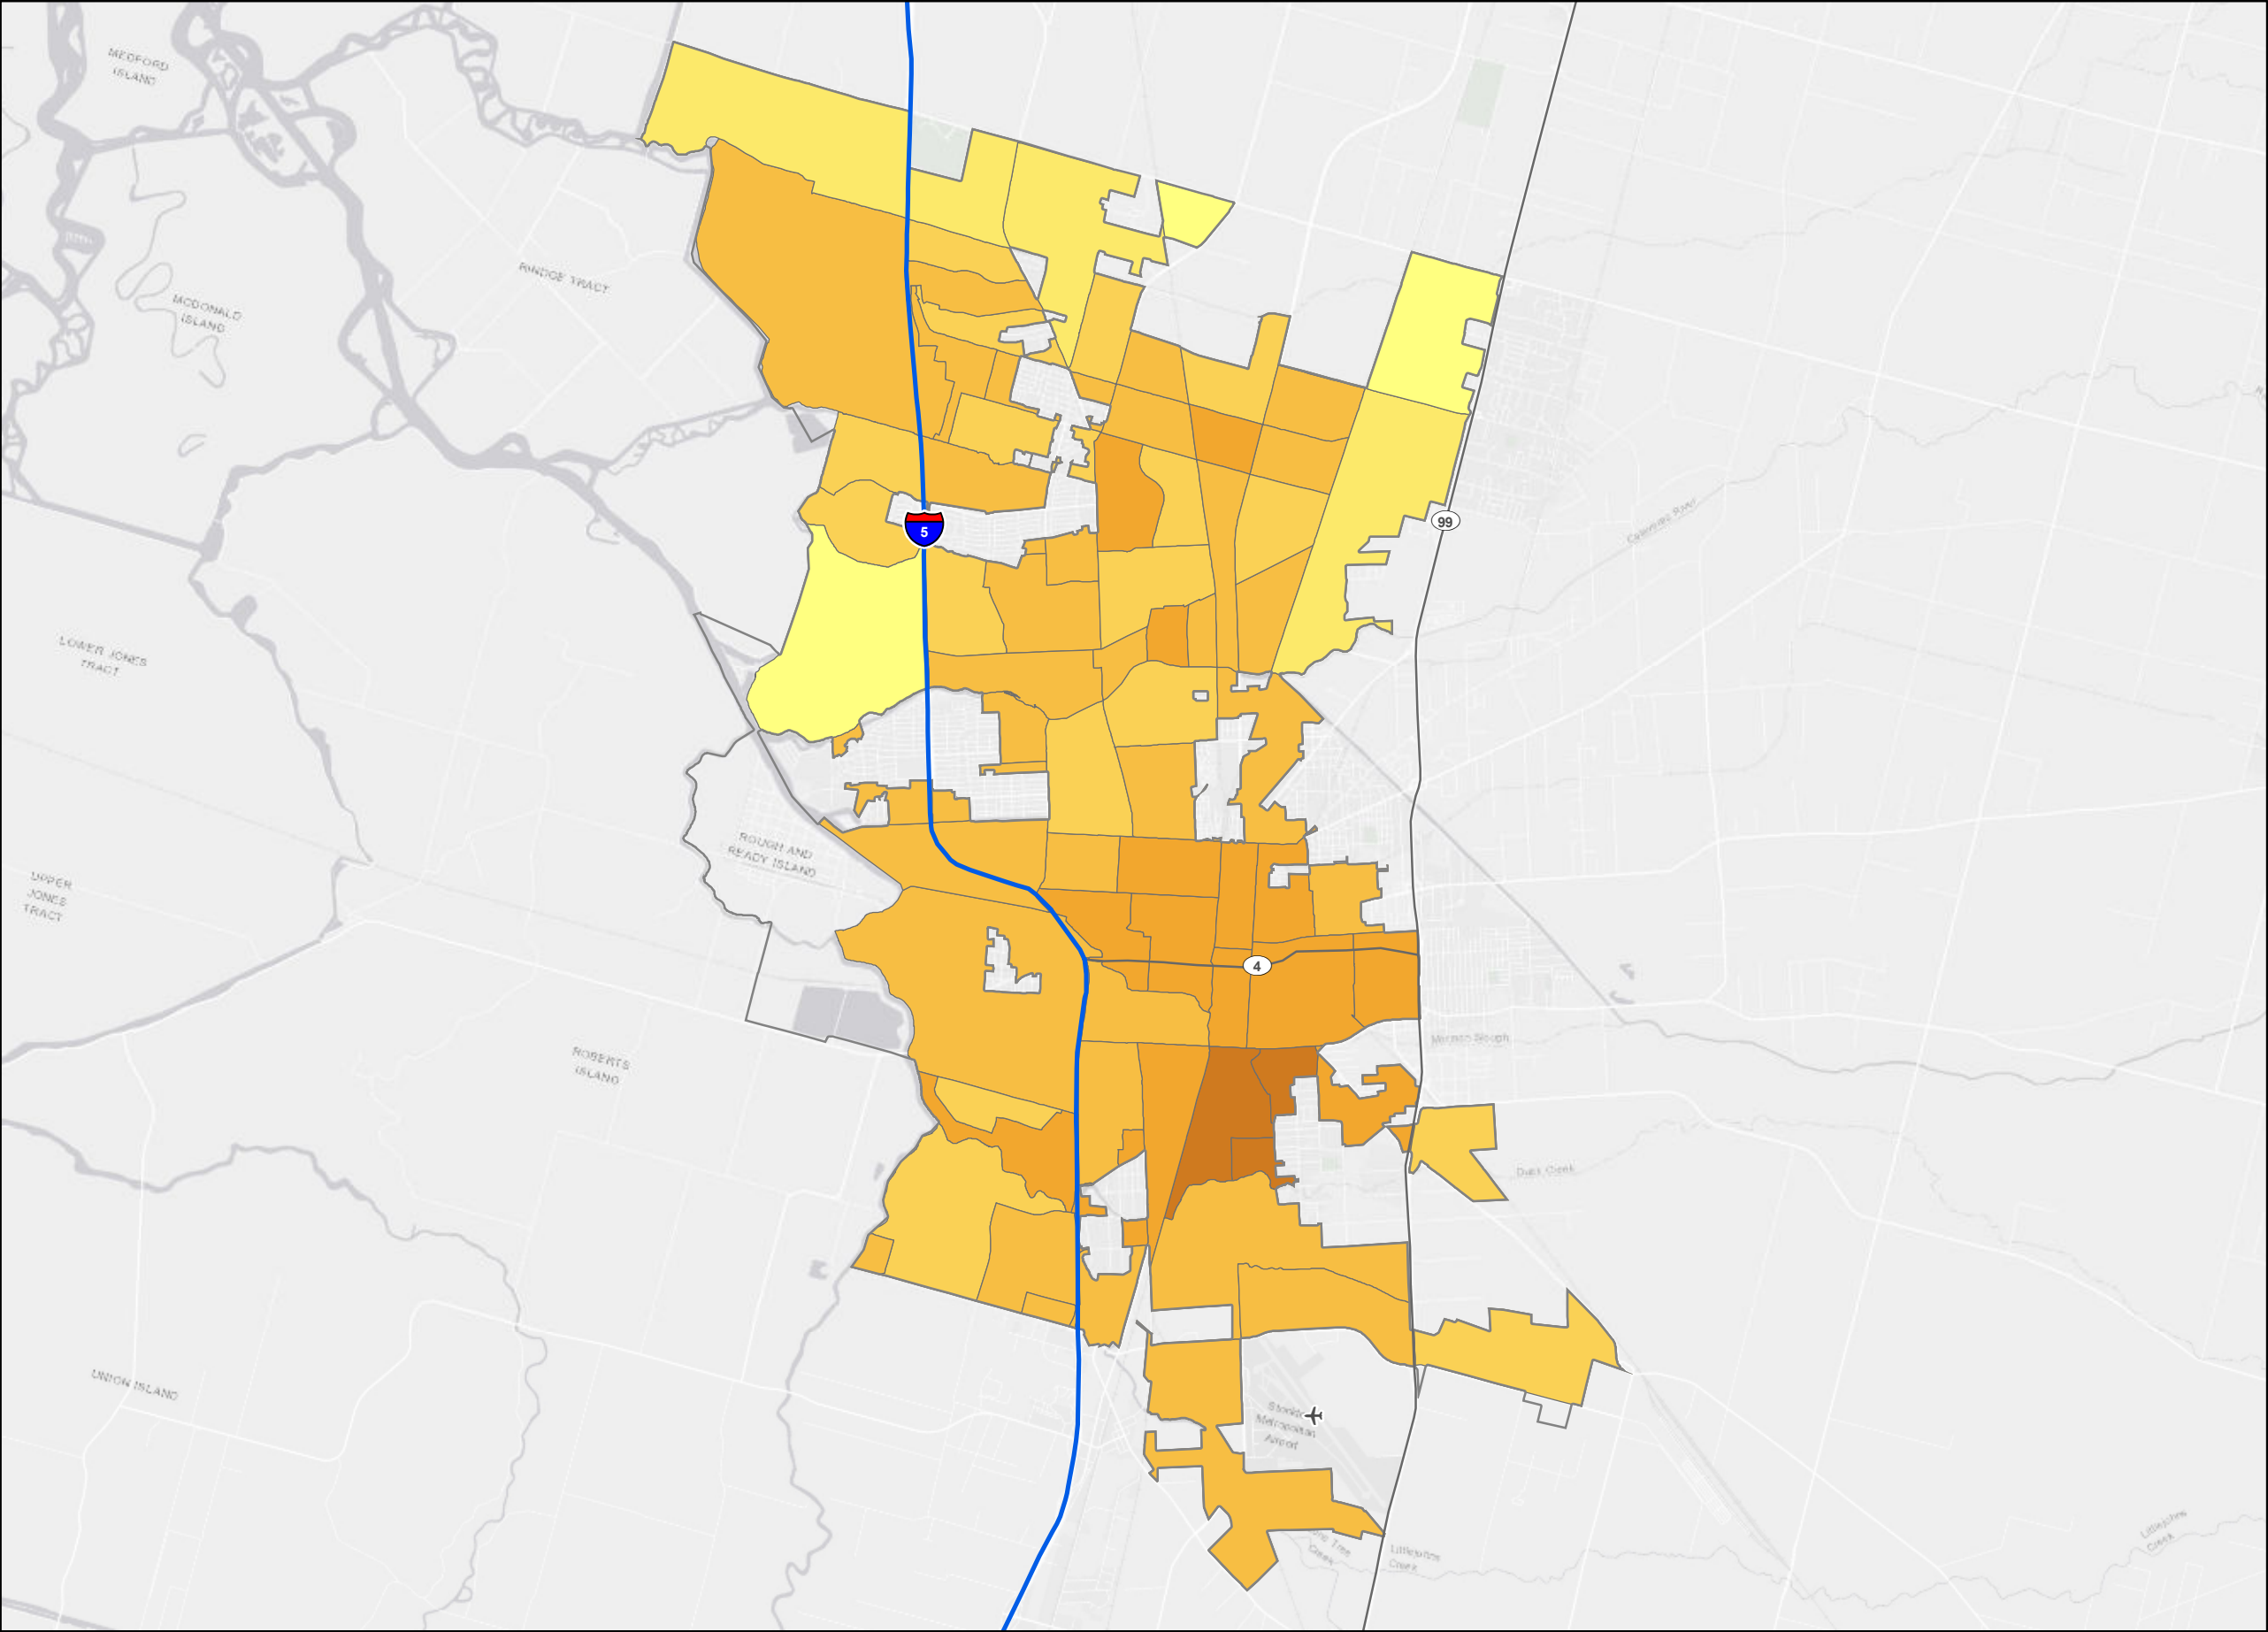 MEDFORD
ISLAND
RINDGE TRACT
MCDONALD
ISLAND
5
99
Calaveras River
LOWER JONES
TRACT
ROUGH AND
READY ISLAND
UPPER
JONES
TRACT
4
Mormon Slough
ROBERTS
ISLAND
Duck Creek
UNION ISLAND
Stockton
Metropolitan
Airport
Creek
Littlejohns
Creek
Littlejohns
Creek